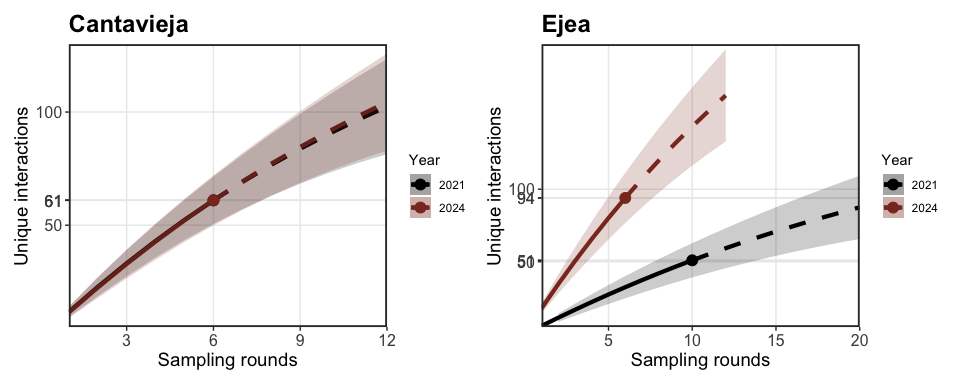 Cantavieja
Unique interactions
100
61
50
3
6
9
12
Sampling rounds
Year
2021
2024
Ejea
Unique interactions
100
94
50
5
10
15
20
Sampling rounds
Year
2021
2024